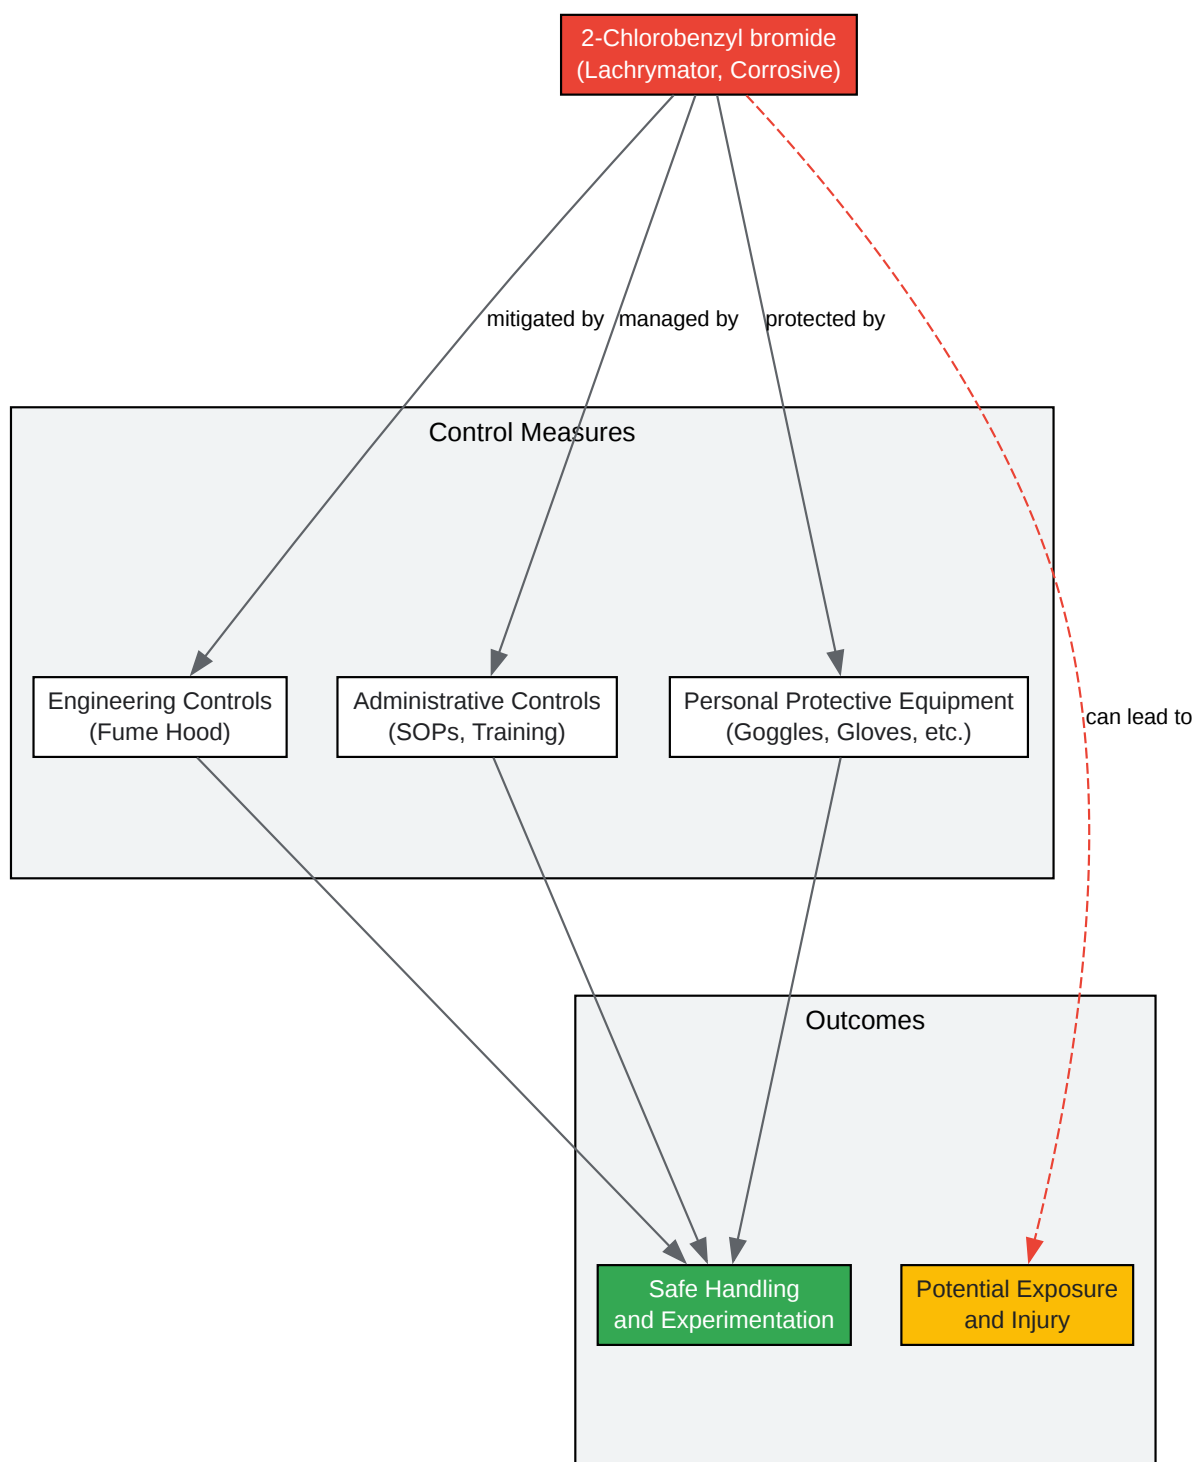 2-Chlorobenzyl bromide
(Lachrymator, Corrosive)
mitigated by
managed by
protected by
Control Measures
Engineering Controls
(Fume Hood)
Administrative Controls
(SOPs, Training)
Personal Protective Equipment
(Goggles, Gloves, etc.)
can lead to
Outcomes
Safe Handling
and Experimentation
Potential Exposure
and Injury